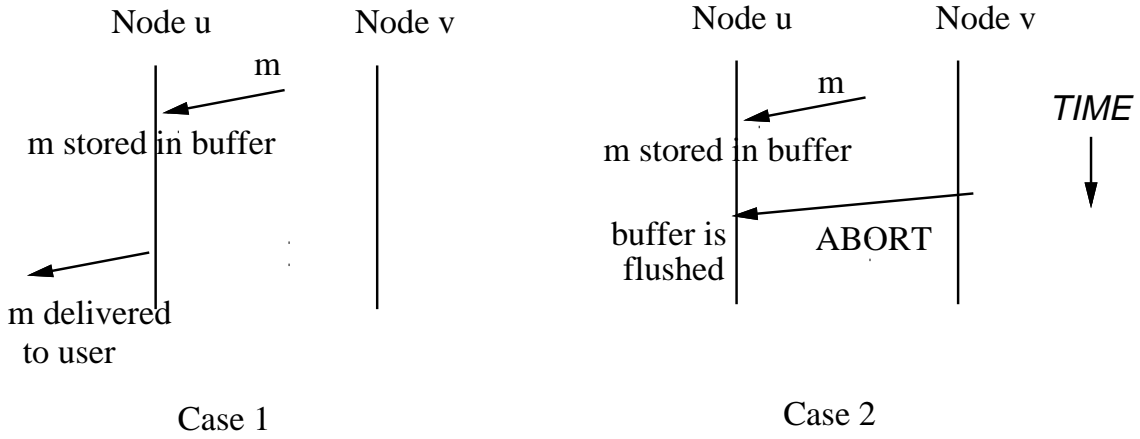 Node u
Node v
m
m stored in buffer
m delivered
to user
Case 1
Node u
Node v
m
TIME
m stored in buffer
buffer is
flushed
ABORT
Case 2